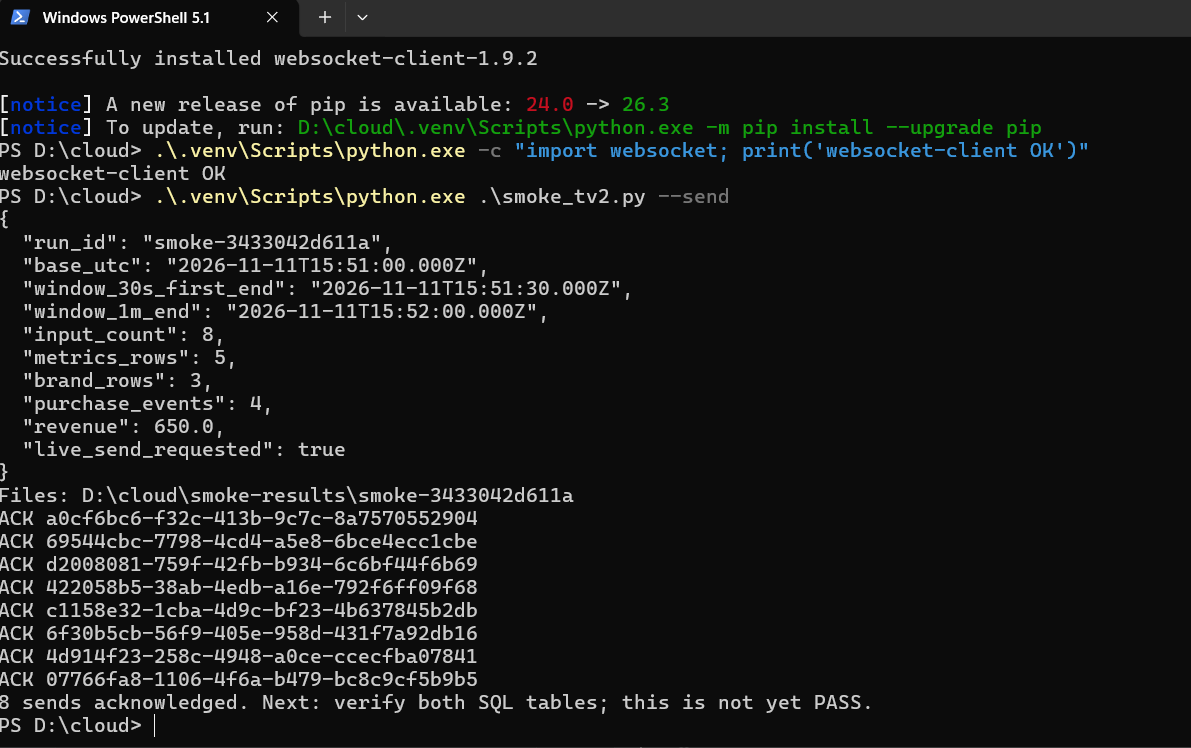 Windows PowerShell 5.1
Successfully installed websocket-client-1.9.2
[notice] A new release of pip is available: 24.0 -> 26.3
[notice] To update, run: D:\cloud\.venv\Scripts\python.exe -m pip install --upgrade pip
PS D:\cloud> .\.venv\Scripts\python.exe -c "import websocket; print('websocket-client OK')"
websocket-client OK
PS D:\cloud> .\.venv\Scripts\python.exe .\smoke_tv2.py --send
{
  "run_id": "smoke-3433042d611a",
  "base_utc": "2026-11-11T15:51:00.000Z",
  "window_30s_first_end": "2026-11-11T15:51:30.000Z",
  "window_1m_end": "2026-11-11T15:52:00.000Z",
  "input_count": 8,
  "metrics_rows": 5,
  "brand_rows": 3,
  "purchase_events": 4,
  "revenue": 650.0,
  "live_send_requested": true
}
Files: D:\cloud\smoke-results\smoke-3433042d611a
ACK a0cf6bc6-f32c-413b-9c7c-8a7570552904
ACK 69544cbc-7798-4cd4-a5e8-6bce4ecc1cbe
ACK d2008081-759f-42fb-b934-6c6bf44f6b69
ACK 422058b5-38ab-4edb-a16e-792f6ff09f68
ACK c1158e32-1cba-4d9c-bf23-4b637845b2db
ACK 6f30b5cb-56f9-405e-958d-431f7a92db16
ACK 4d914f23-258c-4948-a0ce-ccecfba07841
ACK 07766fa8-1106-4f6a-b479-bc8c9cf5b9b5
8 sends acknowledged. Next: verify both SQL tables; this is not yet PASS.
PS D:\cloud>